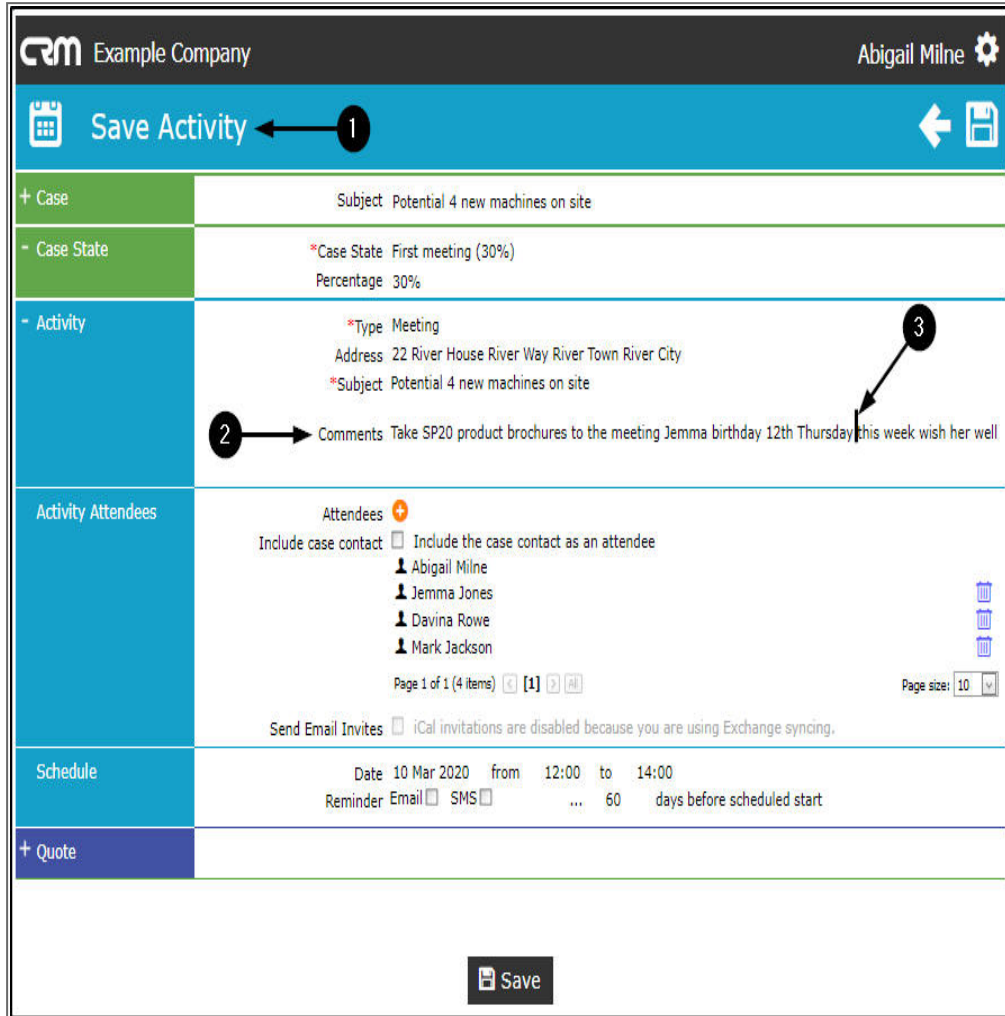 CRM Example Company Abigail Milne
Save Activity 1
+ Case Subject Potential 4 new machines on site
- Case State *Case State First meeting (30%)
Percentage 30%
- Activity *Type Meeting 3
Address 22 River House River Way River Town River City
*Subject Potential 4 new machines on site
2 Comments Take SP20 product brochures to the meeting Jemma birthday 12th Thursday this week wish her well
Activity Attendees Attendees
Include case contact Include the case contact as an attendee
Abigail Milne
Jemma Jones
Davina Rowe
Mark Jackson
Page 1 of 1 (4 items) < [1] > All Page size: 10
Send Email Invites iCal invitations are disabled because you are using Exchange syncing.
Schedule Date 10 Mar 2020 from 12:00 to 14:00
Reminder Email SMS ... 60 days before scheduled start
+ Quote
Save